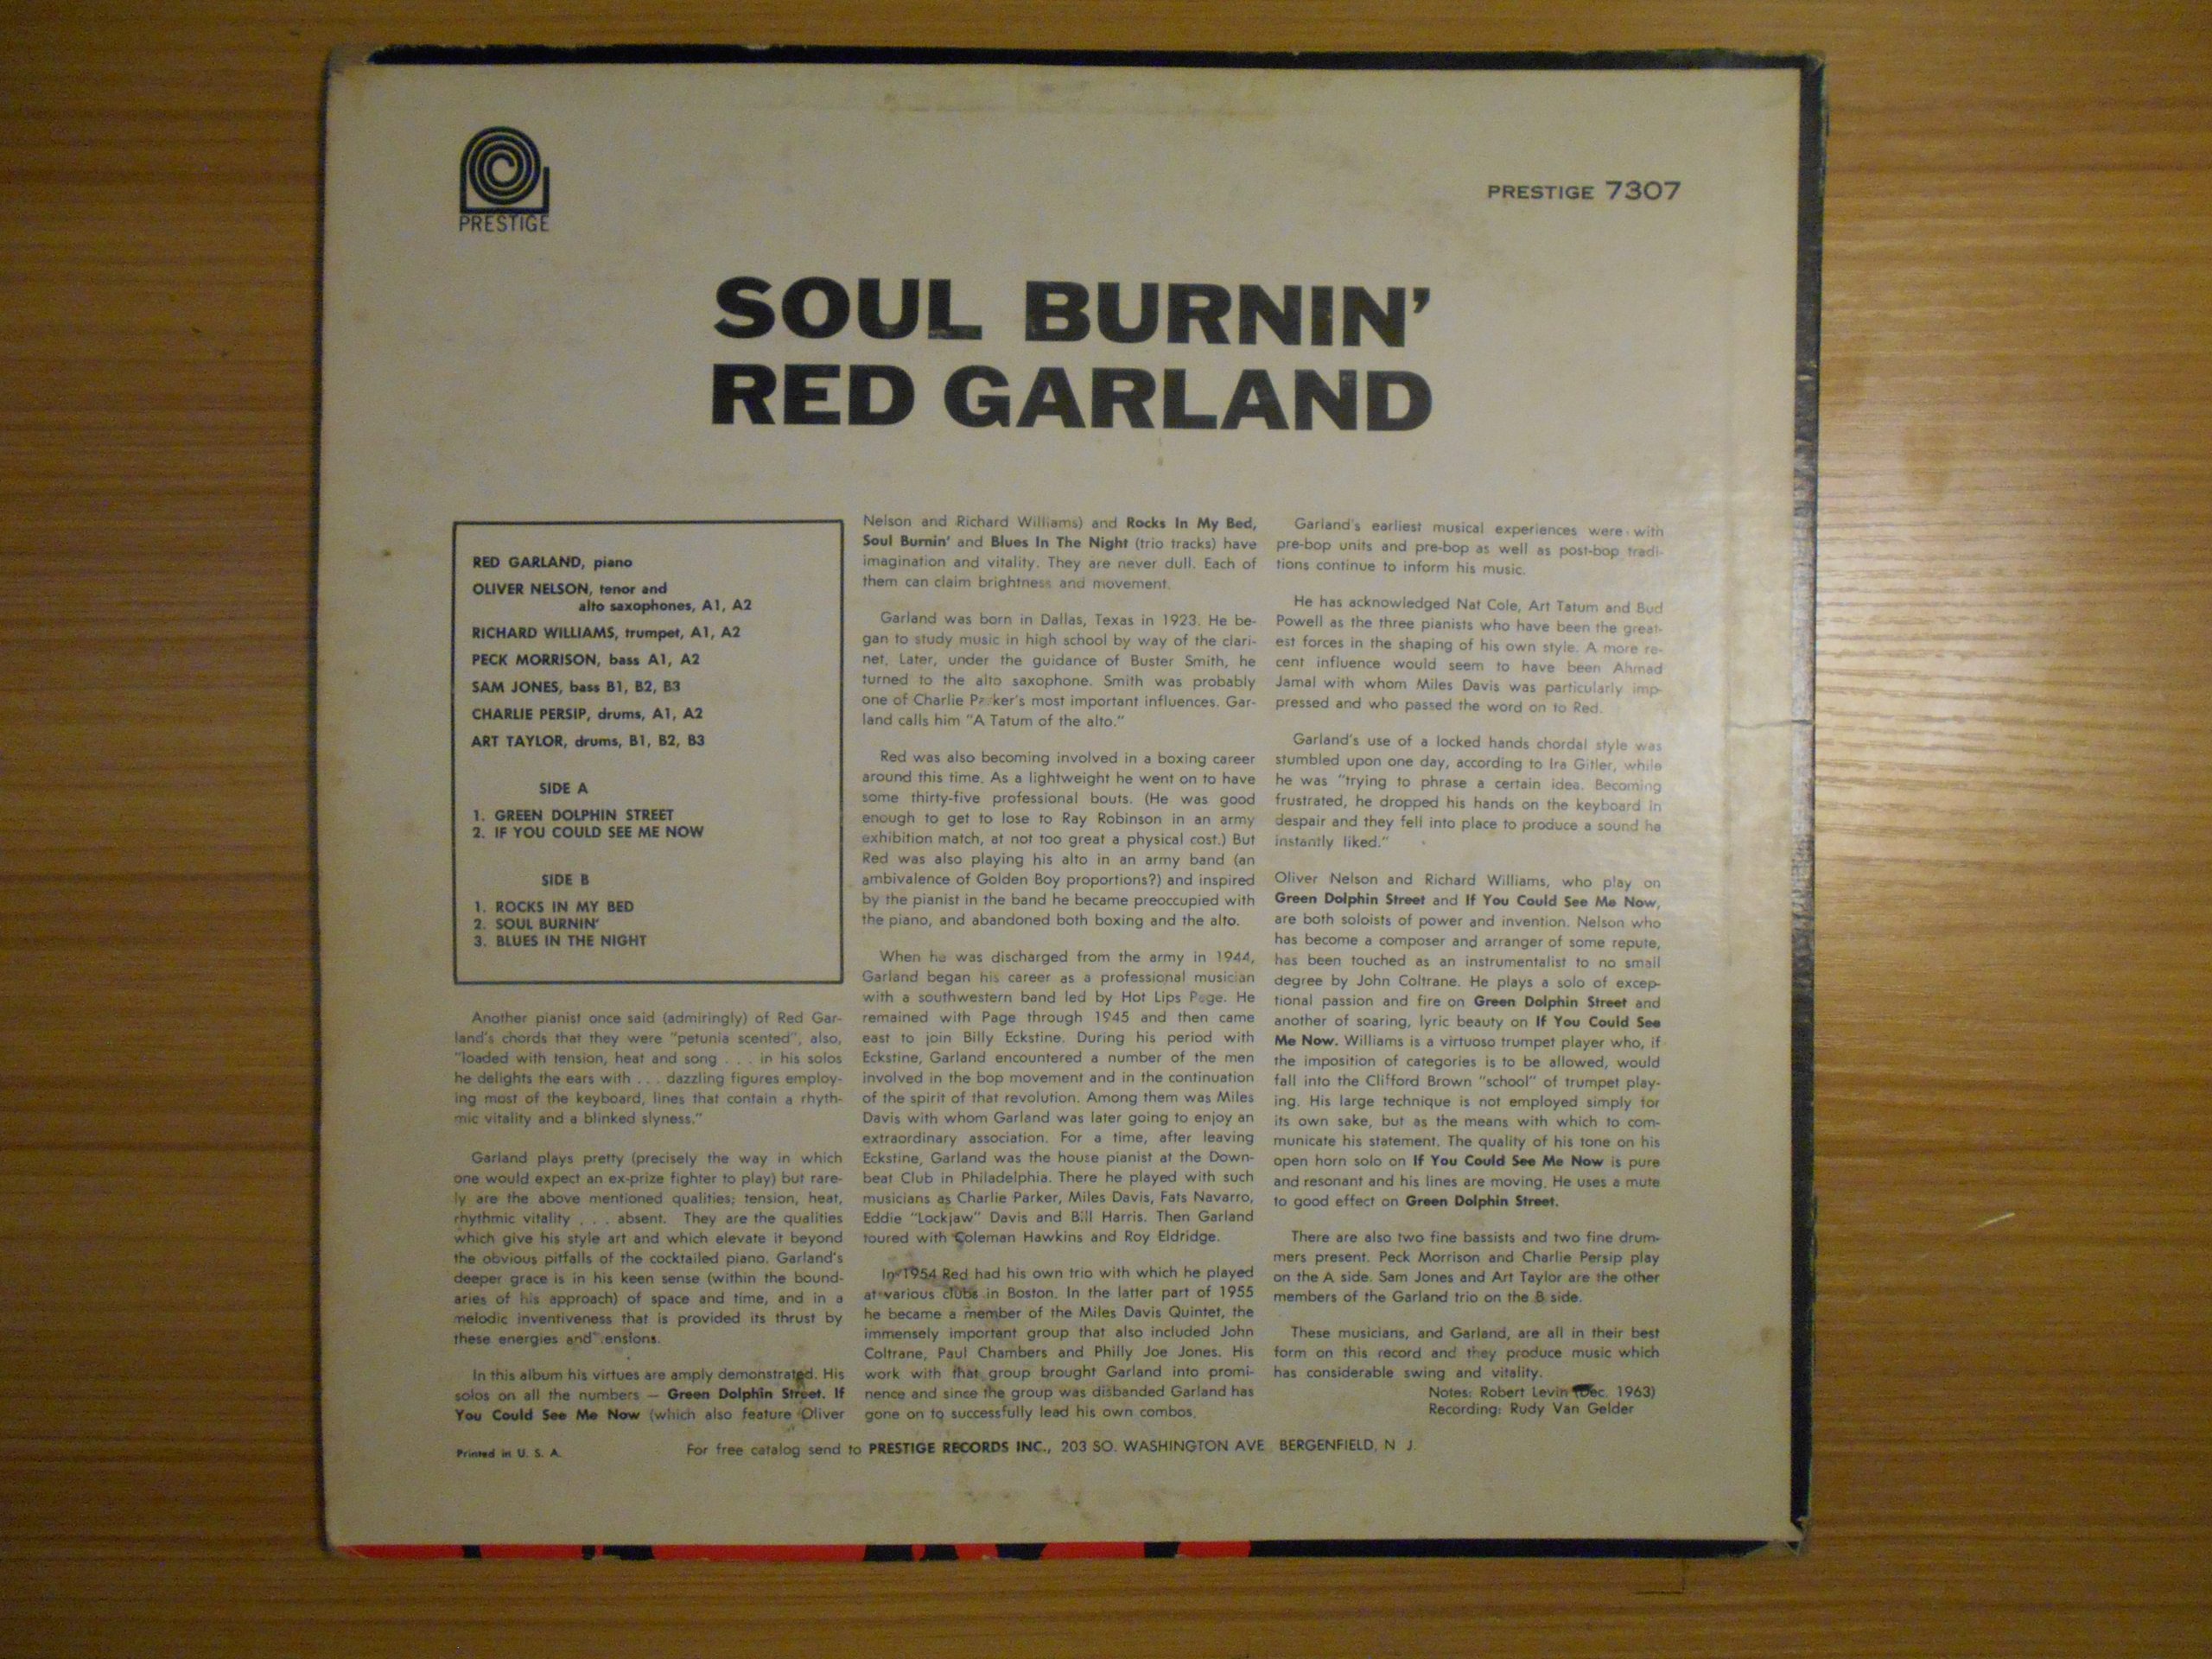 PRESTIGE
PRESTIGE 7307
SOUL BURNIN'
RED GARLAND
RED GARLAND, piano
OLIVER NELSON, tenor and
alto saxophones, A1, A2
RICHARD WILLIAMS, trumpet, A1, A2
PECK MORRISON, bass A1, A2
SAM JONES, bass B1, B2, B3
CHARLIE PERSIP, drums, A1, A2
ART TAYLOR, drums, B1, B2, B3
SIDE A
1. GREEN DOLPHIN STREET
2. IF YOU COULD SEE ME NOW
SIDE B
1. ROCKS IN MY BED
2. SOUL BURNIN'
3. BLUES IN THE NIGHT
Another pianist once said (admiringly) of Red Gar-
land's chords that they were "petunia scented", also,
"loaded with tension, heat and song . . . in his solos
he delights the ears with . . . dazzling figures employ-
ing most of the keyboard, lines that contain a rhyth-
mic vitality and a blinked slyness."
Garland plays pretty (precisely the way in which
one would expect an ex-prize fighter to play) but rare-
ly are the above mentioned qualities; tension, heat,
rhythmic vitality . . . absent. They are the qualities
which give his style art and which elevate it beyond
the obvious pitfalls of the cocktailed piano. Garland's
deeper grace is in his keen sense (within the bound-
aries of his approach) of space and time, and in a
melodic inventiveness that is provided its thrust by
these energies and tensions.
In this album his virtues are amply demonstrated. His
solos on all the numbers — Green Dolphin Street. If
You Could See Me Now (which also feature Oliver
Nelson and Richard Williams) and Rocks In My Bed,
Soul Burnin' and Blues In The Night (trio tracks) have
imagination and vitality. They are never dull. Each of
them can claim brightness and movement.
Garland was born in Dallas, Texas in 1923. He be-
gan to study music in high school by way of the clari-
net. Later, under the guidance of Buster Smith, he
turned to the alto saxophone. Smith was probably
one of Charlie Parker's most important influences. Gar-
land calls him "A Tatum of the alto."
Red was also becoming involved in a boxing career
around this time. As a lightweight he went on to have
some thirty-five professional bouts. (He was good
enough to get to lose to Ray Robinson in an army
exhibition match, at not too great a physical cost.) But
Red was also playing his alto in an army band (an
ambivalence of Golden Boy proportions?) and inspired
by the pianist in the band he became preoccupied with
the piano, and abandoned both boxing and the alto.
When he was discharged from the army in 1944,
Garland began his career as a professional musician
with a southwestern band led by Hot Lips Page. He
remained with Page through 1945 and then came
east to join Billy Eckstine. During his period with
Eckstine, Garland encountered a number of the men
involved in the bop movement and in the continuation
of the spirit of that revolution. Among them was Miles
Davis with whom Garland was later going to enjoy an
extraordinary association. For a time, after leaving
Eckstine, Garland was the house pianist at the Down-
beat Club in Philadelphia. There he played with such
musicians as Charlie Parker, Miles Davis, Fats Navarro,
Eddie "Lockjaw" Davis and Bill Harris. Then Garland
toured with Coleman Hawkins and Roy Eldridge.
In 1954 Red had his own trio with which he played
at various clubs in Boston. In the latter part of 1955
he became a member of the Miles Davis Quintet, the
immensely important group that also included John
Coltrane, Paul Chambers and Philly Joe Jones. His
work with that group brought Garland into promi-
nence and since the group was disbanded Garland has
gone on to successfully lead his own combos.
Garland's earliest musical experiences were with
pre-bop units and pre-bop as well as post-bop tradi-
tions continue to inform his music.
He has acknowledged Nat Cole, Art Tatum and Bud
Powell as the three pianists who have been the great-
est forces in the shaping of his own style. A more re-
cent influence would seem to have been Ahmad
Jamal with whom Miles Davis was particularly imp-
pressed and who passed the word on to Red.
Garland's use of a locked hands chordal style was
stumbled upon one day, according to Ira Gitler, while
he was "trying to phrase a certain idea. Becoming
frustrated, he dropped his hands on the keyboard in
despair and they fell into place to produce a sound he
instantly liked."
Oliver Nelson and Richard Williams, who play on
Green Dolphin Street and If You Could See Me Now,
are both soloists of power and invention. Nelson who
has become a composer and arranger of some repute,
has been touched as an instrumentalist to no small
degree by John Coltrane. He plays a solo of excep-
tional passion and fire on Green Dolphin Street and
another of soaring, lyric beauty on If You Could See
Me Now. Williams is a virtuoso trumpet player who, if
the imposition of categories is to be allowed, would
fall into the Clifford Brown "school" of trumpet play-
ing. His large technique is not employed simply for
its own sake, but as the means with which to com-
municate his statement. The quality of his tone on his
open horn solo on If You Could See Me Now is pure
and resonant and his lines are moving. He uses a mute
to good effect on Green Dolphin Street.
There are also two fine bassists and two fine drum-
mers present. Peck Morrison and Charlie Persip play
on the A side. Sam Jones and Art Taylor are the other
members of the Garland trio on the B side.
These musicians, and Garland, are all in their best
form on this record and they produce music which
has considerable swing and vitality.
Notes: Robert Levin (Dec. 1963)
Recording: Rudy Van Gelder
Printed in U. S. A.
For free catalog send to PRESTIGE RECORDS INC., 203 SO. WASHINGTON AVE. BERGENFIELD, N. J.